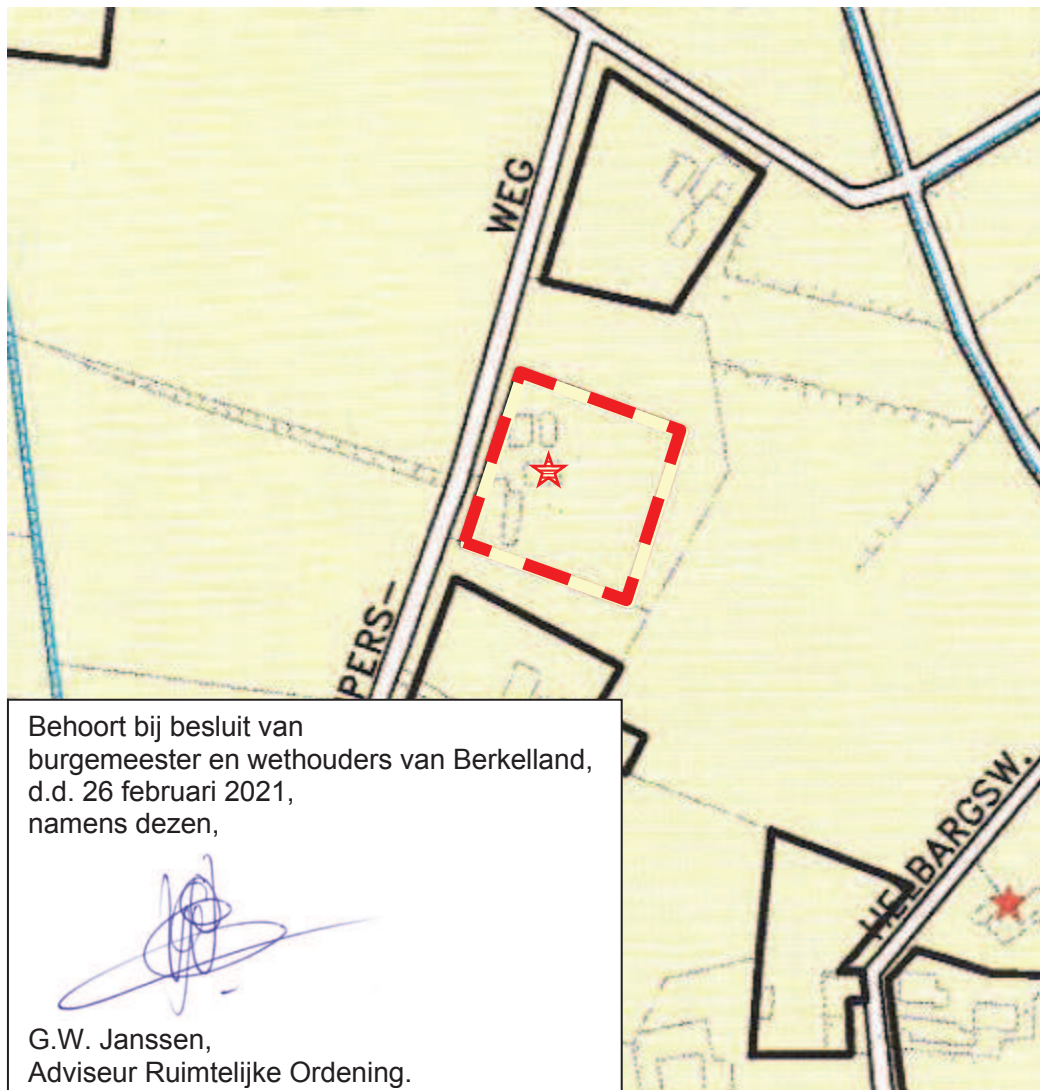 WEG
PERS-
HELBARGSW.
Behoort bij besluit van
burgemeester en wethouders van Berkelland,
d.d. 26 februari 2021,
namens dezen,
G.W. Janssen,
Adviseur Ruimtelijke Ordening.